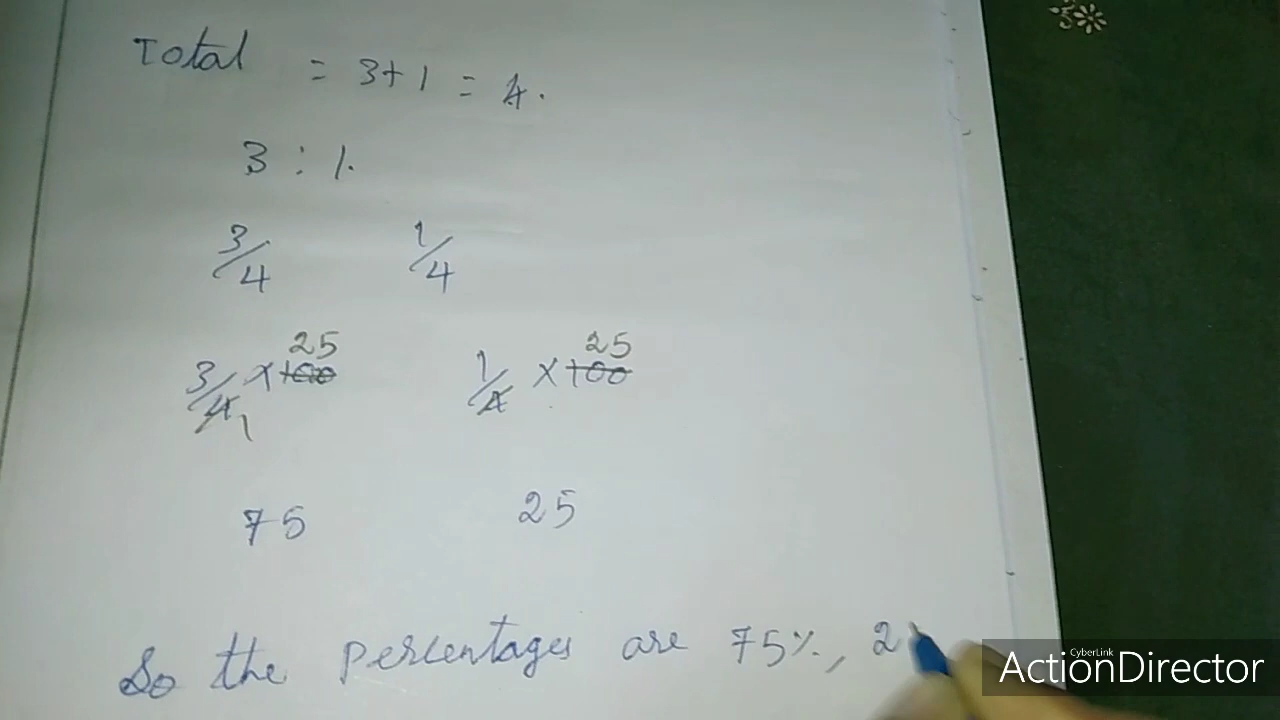 Total = 3+1 = 4.
3 : 1.
3/4 1/4
25 25
3/4 1 × 100 1/4 × 100
75 25
So the percentages are 75%, 2
CyberLink
ActionDirector